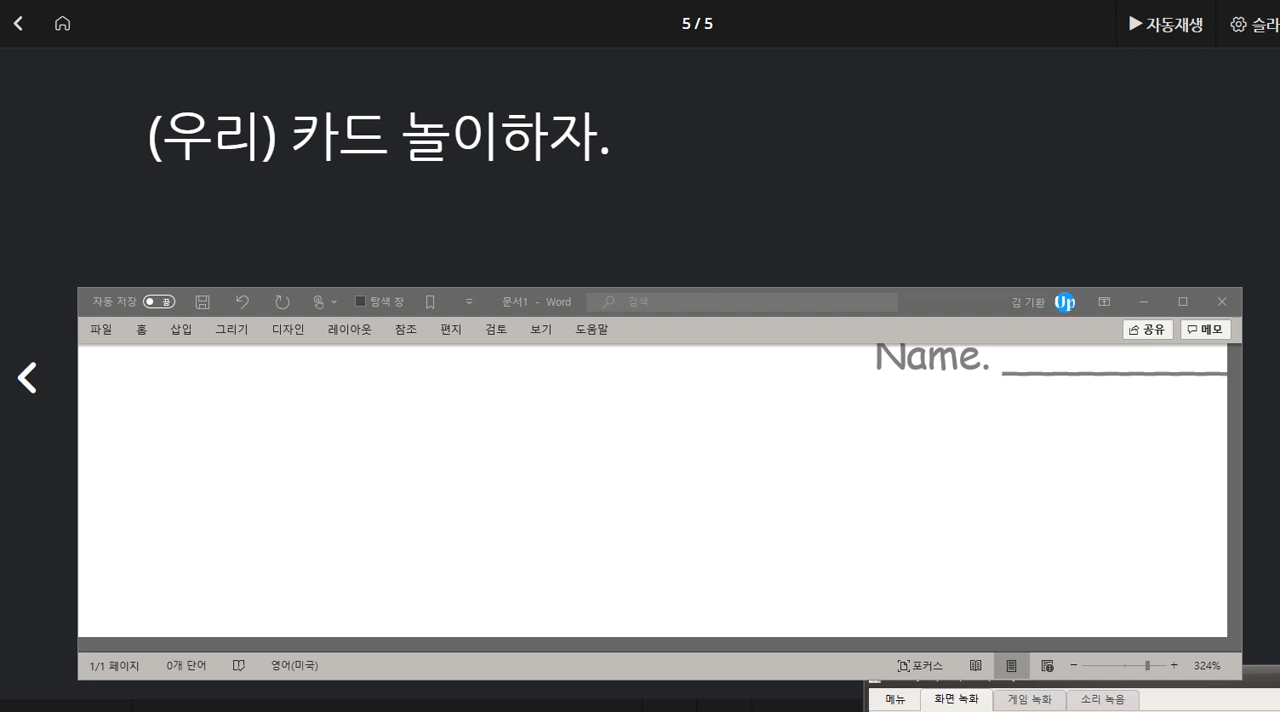 5 / 5
자동재생
슬라
(우리) 카드 놀이하자.
자동 저장 끔 탐색 창 문서1 - Word 검색 김 기환 Up
파일 홈 삽입 그리기 디자인 레이아웃 참조 편지 검토 보기 도움말 공유 메모
Name. ____________
1/1 페이지 0개 단어 영어(미국) 포커스 324%
메뉴 화면 녹화 게임 녹화 소리 녹음